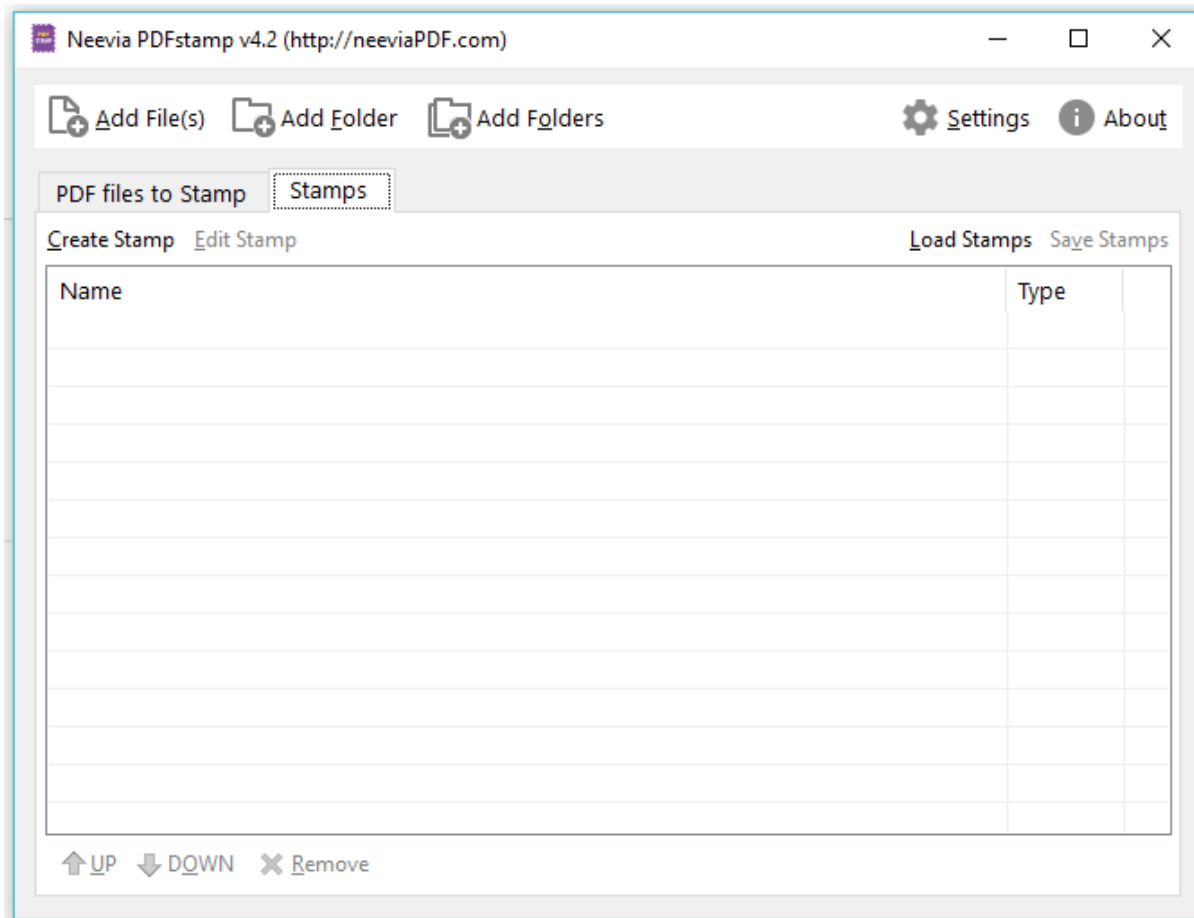 Neevia PDFstamp v4.2 (http://neeviaPDF.com)
Add File(s) Add Folder Add Folders Settings About
PDF files to Stamp Stamps
Create Stamp Edit Stamp Load Stamps Save Stamps
Name Type
UP DOWN Remove